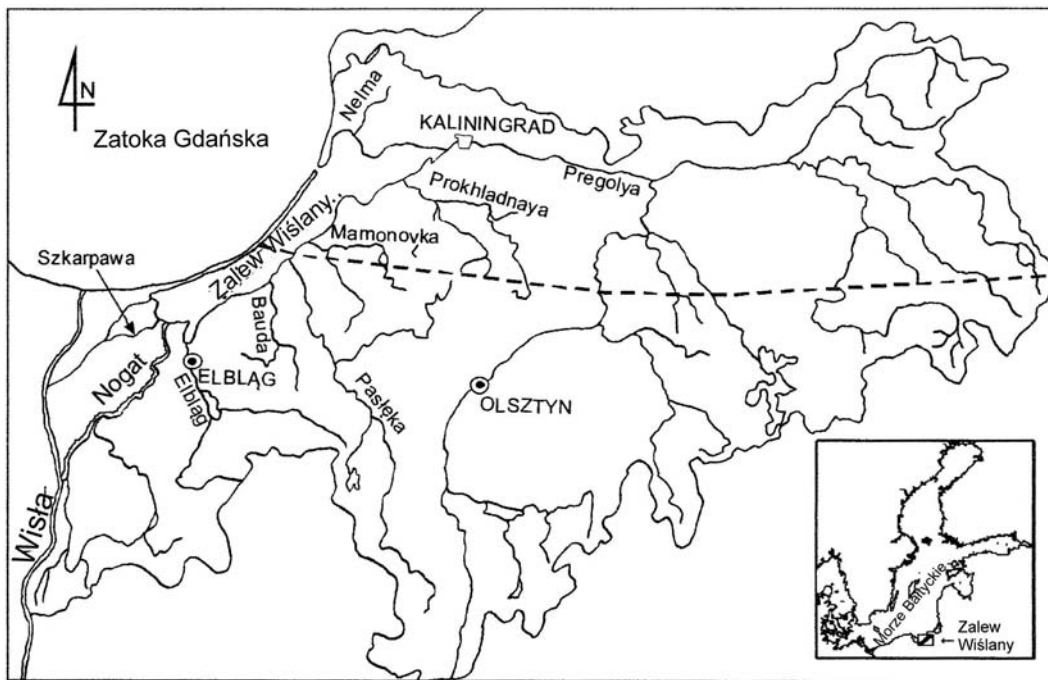 N
Zatoka Gdańska
Nelma
KALININGRAD
Pregolya
Prokhladnaya
Zalew Wiślany..
Mamonovka
Szkarpawa
Bauda
Nogat
Elbląg
ELBLĄG
Pasłęka
OLSZTYN
Wisła
Morze Bałtyckie
Zalew
Wiślany